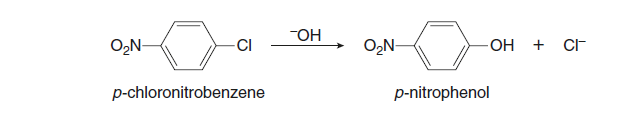 ⁻OH
O₂N Cl O₂N OH + Cl⁻
p-chloronitrobenzene p-nitrophenol